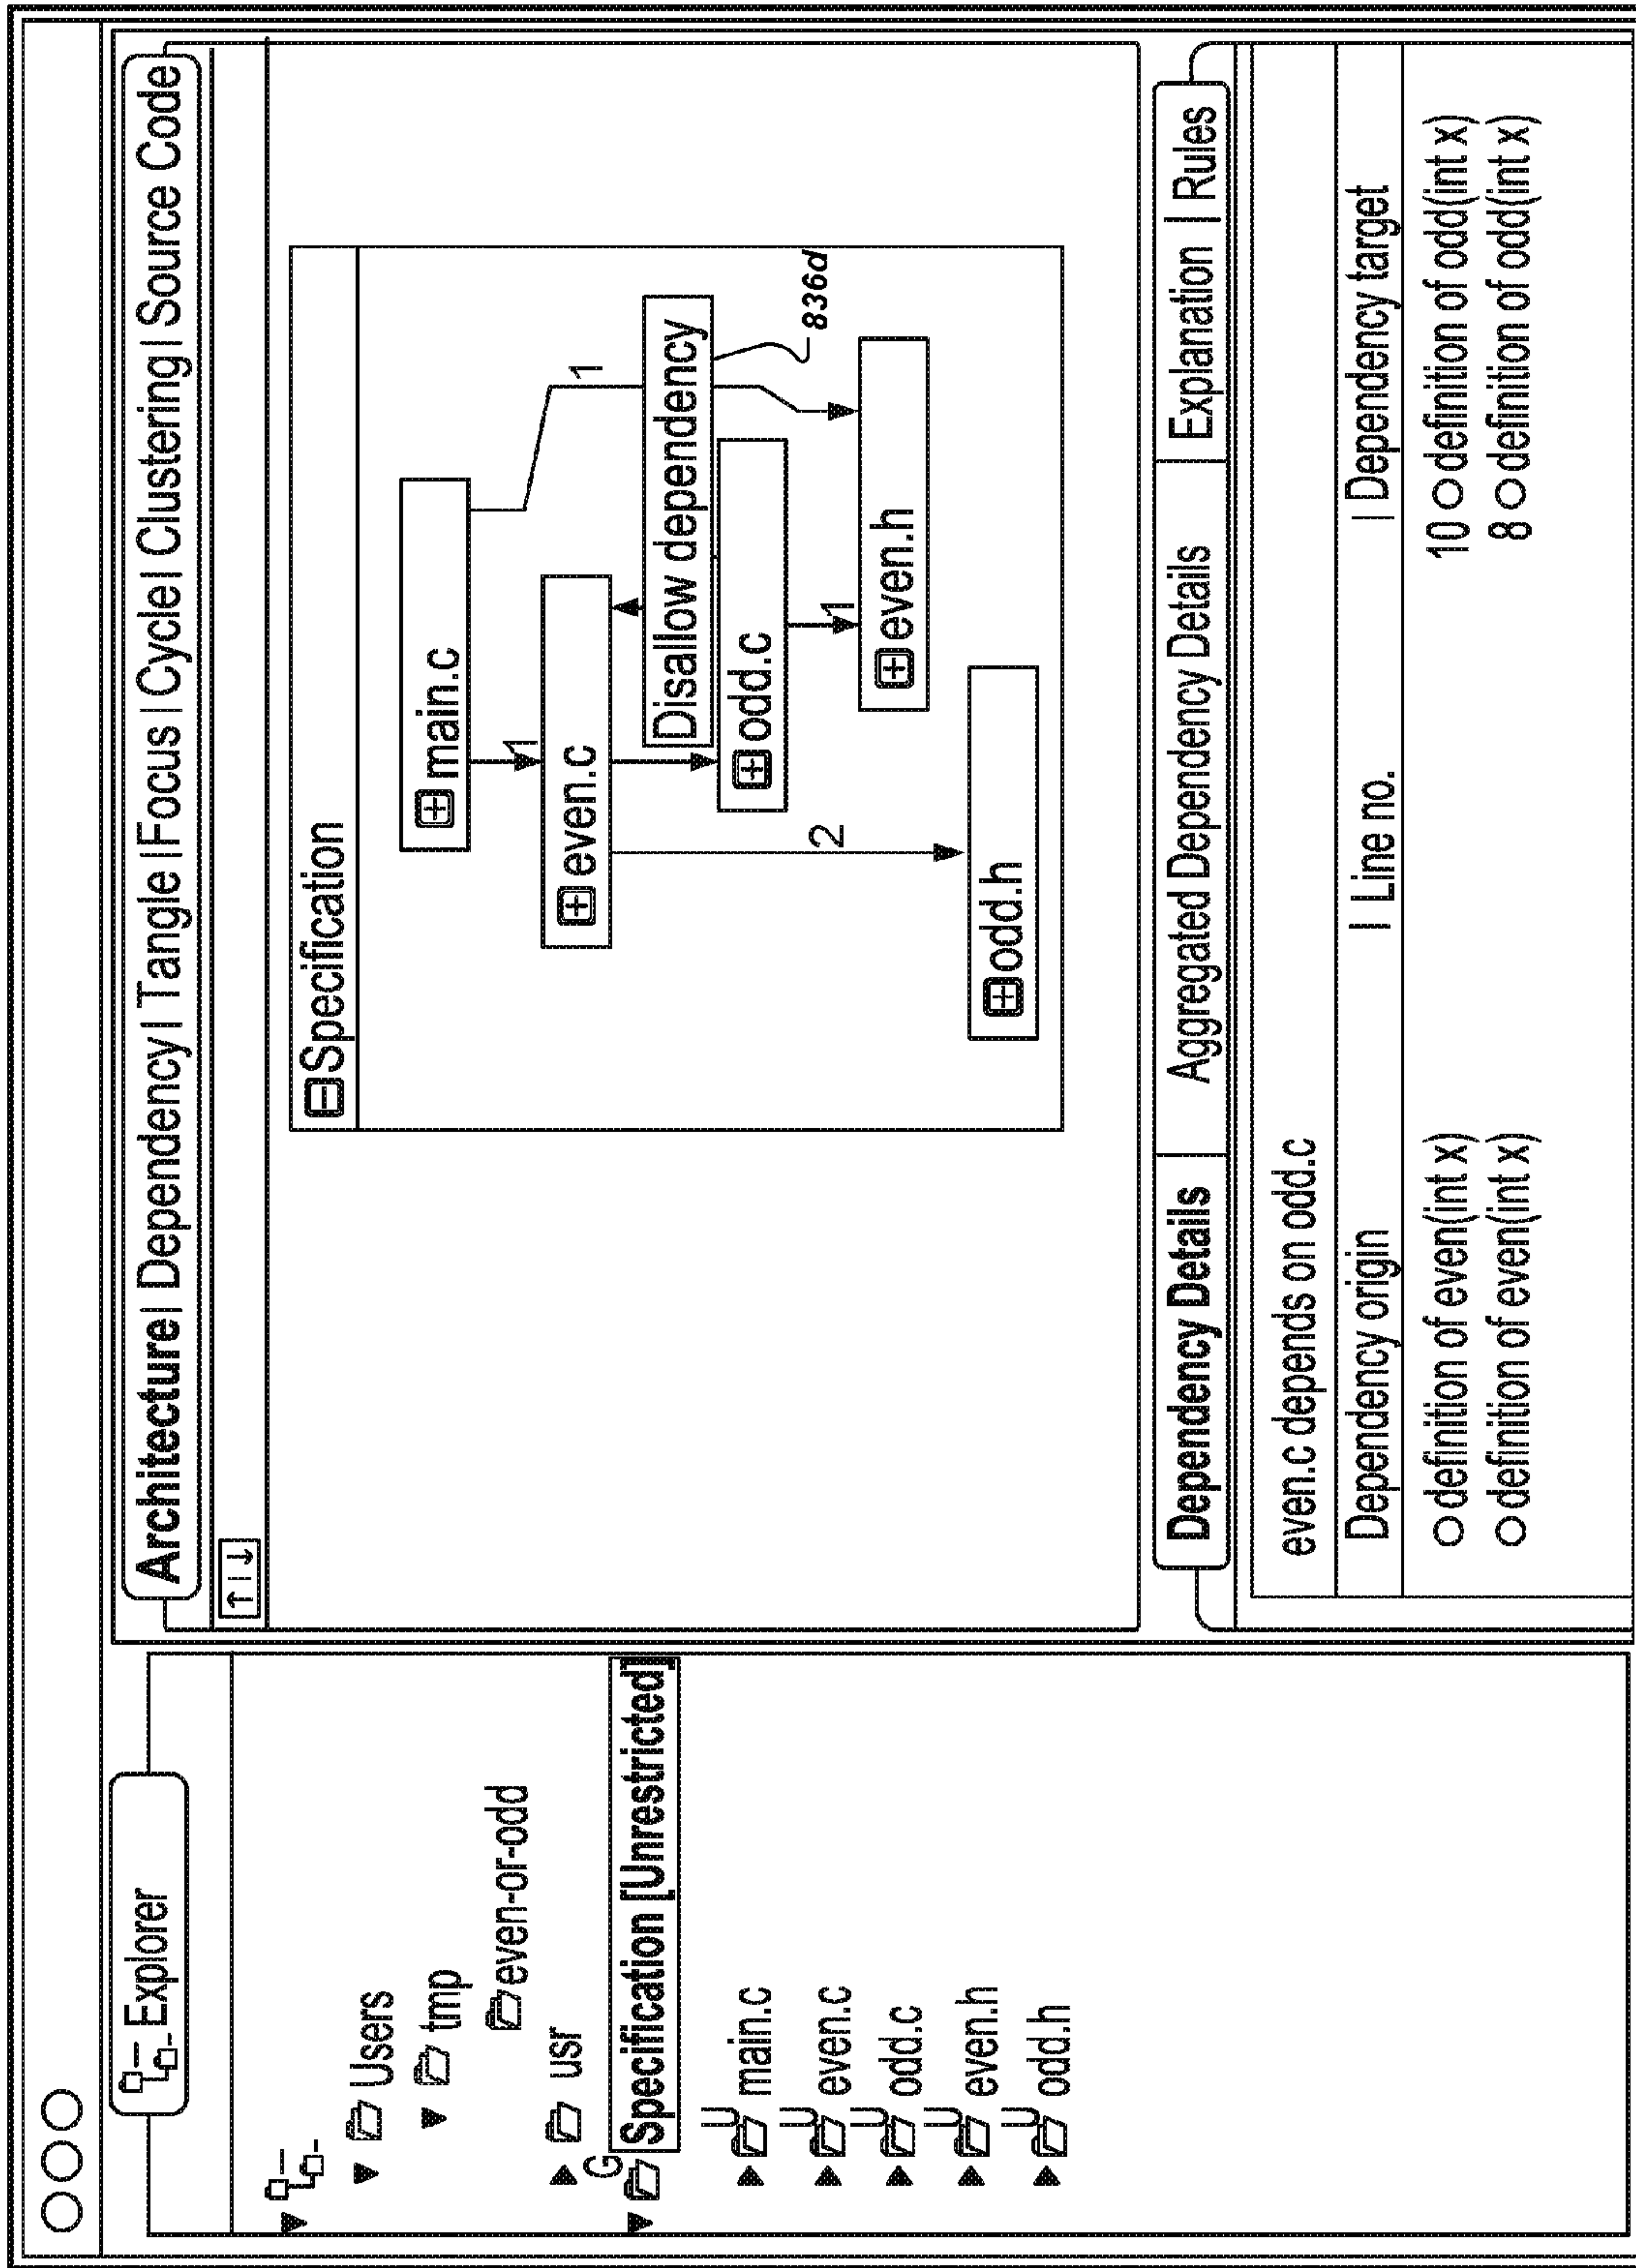 Explorer
Users
tmp
even-or-odd
usr
G
Specification [Unrestricted]
U
main.c
U
even.c
U
odd.c
U
even.h
U
odd.h
Architecture| Dependency| Tangle |Focus |Cycle| Clustering| Source Code
↑|↓
Specification
main.c
1
1
even.c
Disallow dependency
836d
odd.c
2
1
even.h
odd.h
Dependency Details Aggregated Dependency Details Explanation | Rules
even.c depends on odd.c
Dependency origin | Line no. | Dependency target
definition of even(int x) 10 definition of odd(int x)
definition of even(int x) 8 definition of odd(int x)